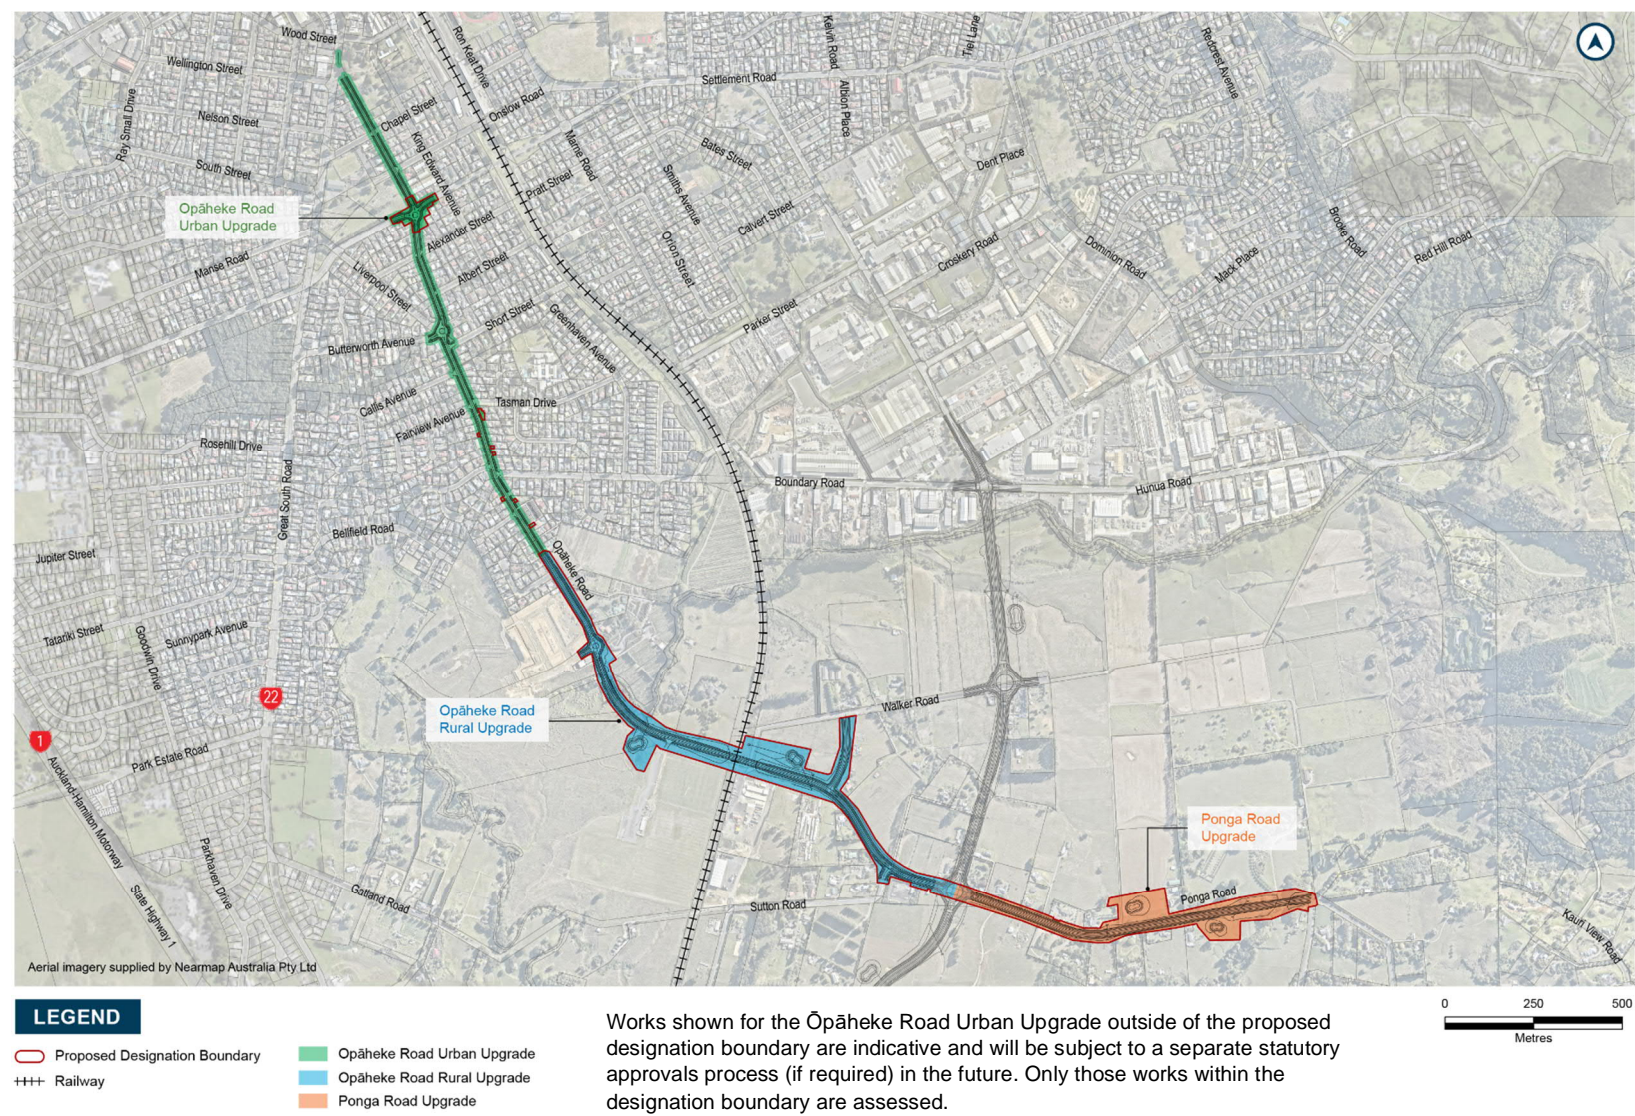 Wood Street
Wellington Street
Ron Keat Drive
Kelvin Road
Tiel Lane
Redcrest Avenue
Settlement Road
Albion Place
Ray Small Drive
Nelson Street
Chapel Street
Onslow Road
South Street
King Edward Avenue
Marne Road
Bates Street
Dent Place
Pratt Street
Smiths Avenue
Opāheke Road
Urban Upgrade
Alexander Street
Calvert Street
Manse Road
Albert Street
Orion Street
Croskery Road
Dominion Road
Mack Place
Brooke Road
Red Hill Road
Liverpool Street
Short Street
Greenhaven Avenue
Parker Street
Butterworth Avenue
Callis Avenue
Tasman Drive
Fairview Avenue
Rosehill Drive
Great South Road
Boundary Road
Hunua Road
Bellfield Road
Jupiter Street
Opāheke Road
Tatariki Street
Goodwin Drive
Sunnypark Avenue
22
Opāheke Road
Rural Upgrade
Walker Road
1
Park Estate Road
Auckland-Hamilton Motorway
Parkhaven Drive
Ponga Road
Upgrade
State Highway 1
Gatland Road
Sutton Road
Ponga Road
Kauri View Road
Aerial imagery supplied by Nearmap Australia Pty Ltd
LEGEND
Proposed Designation Boundary
Railway
Opāheke Road Urban Upgrade
Opāheke Road Rural Upgrade
Ponga Road Upgrade
Works shown for the Ōpāheke Road Urban Upgrade outside of the proposed
designation boundary are indicative and will be subject to a separate statutory
approvals process (if required) in the future. Only those works within the
designation boundary are assessed.
0 250 500
Metres